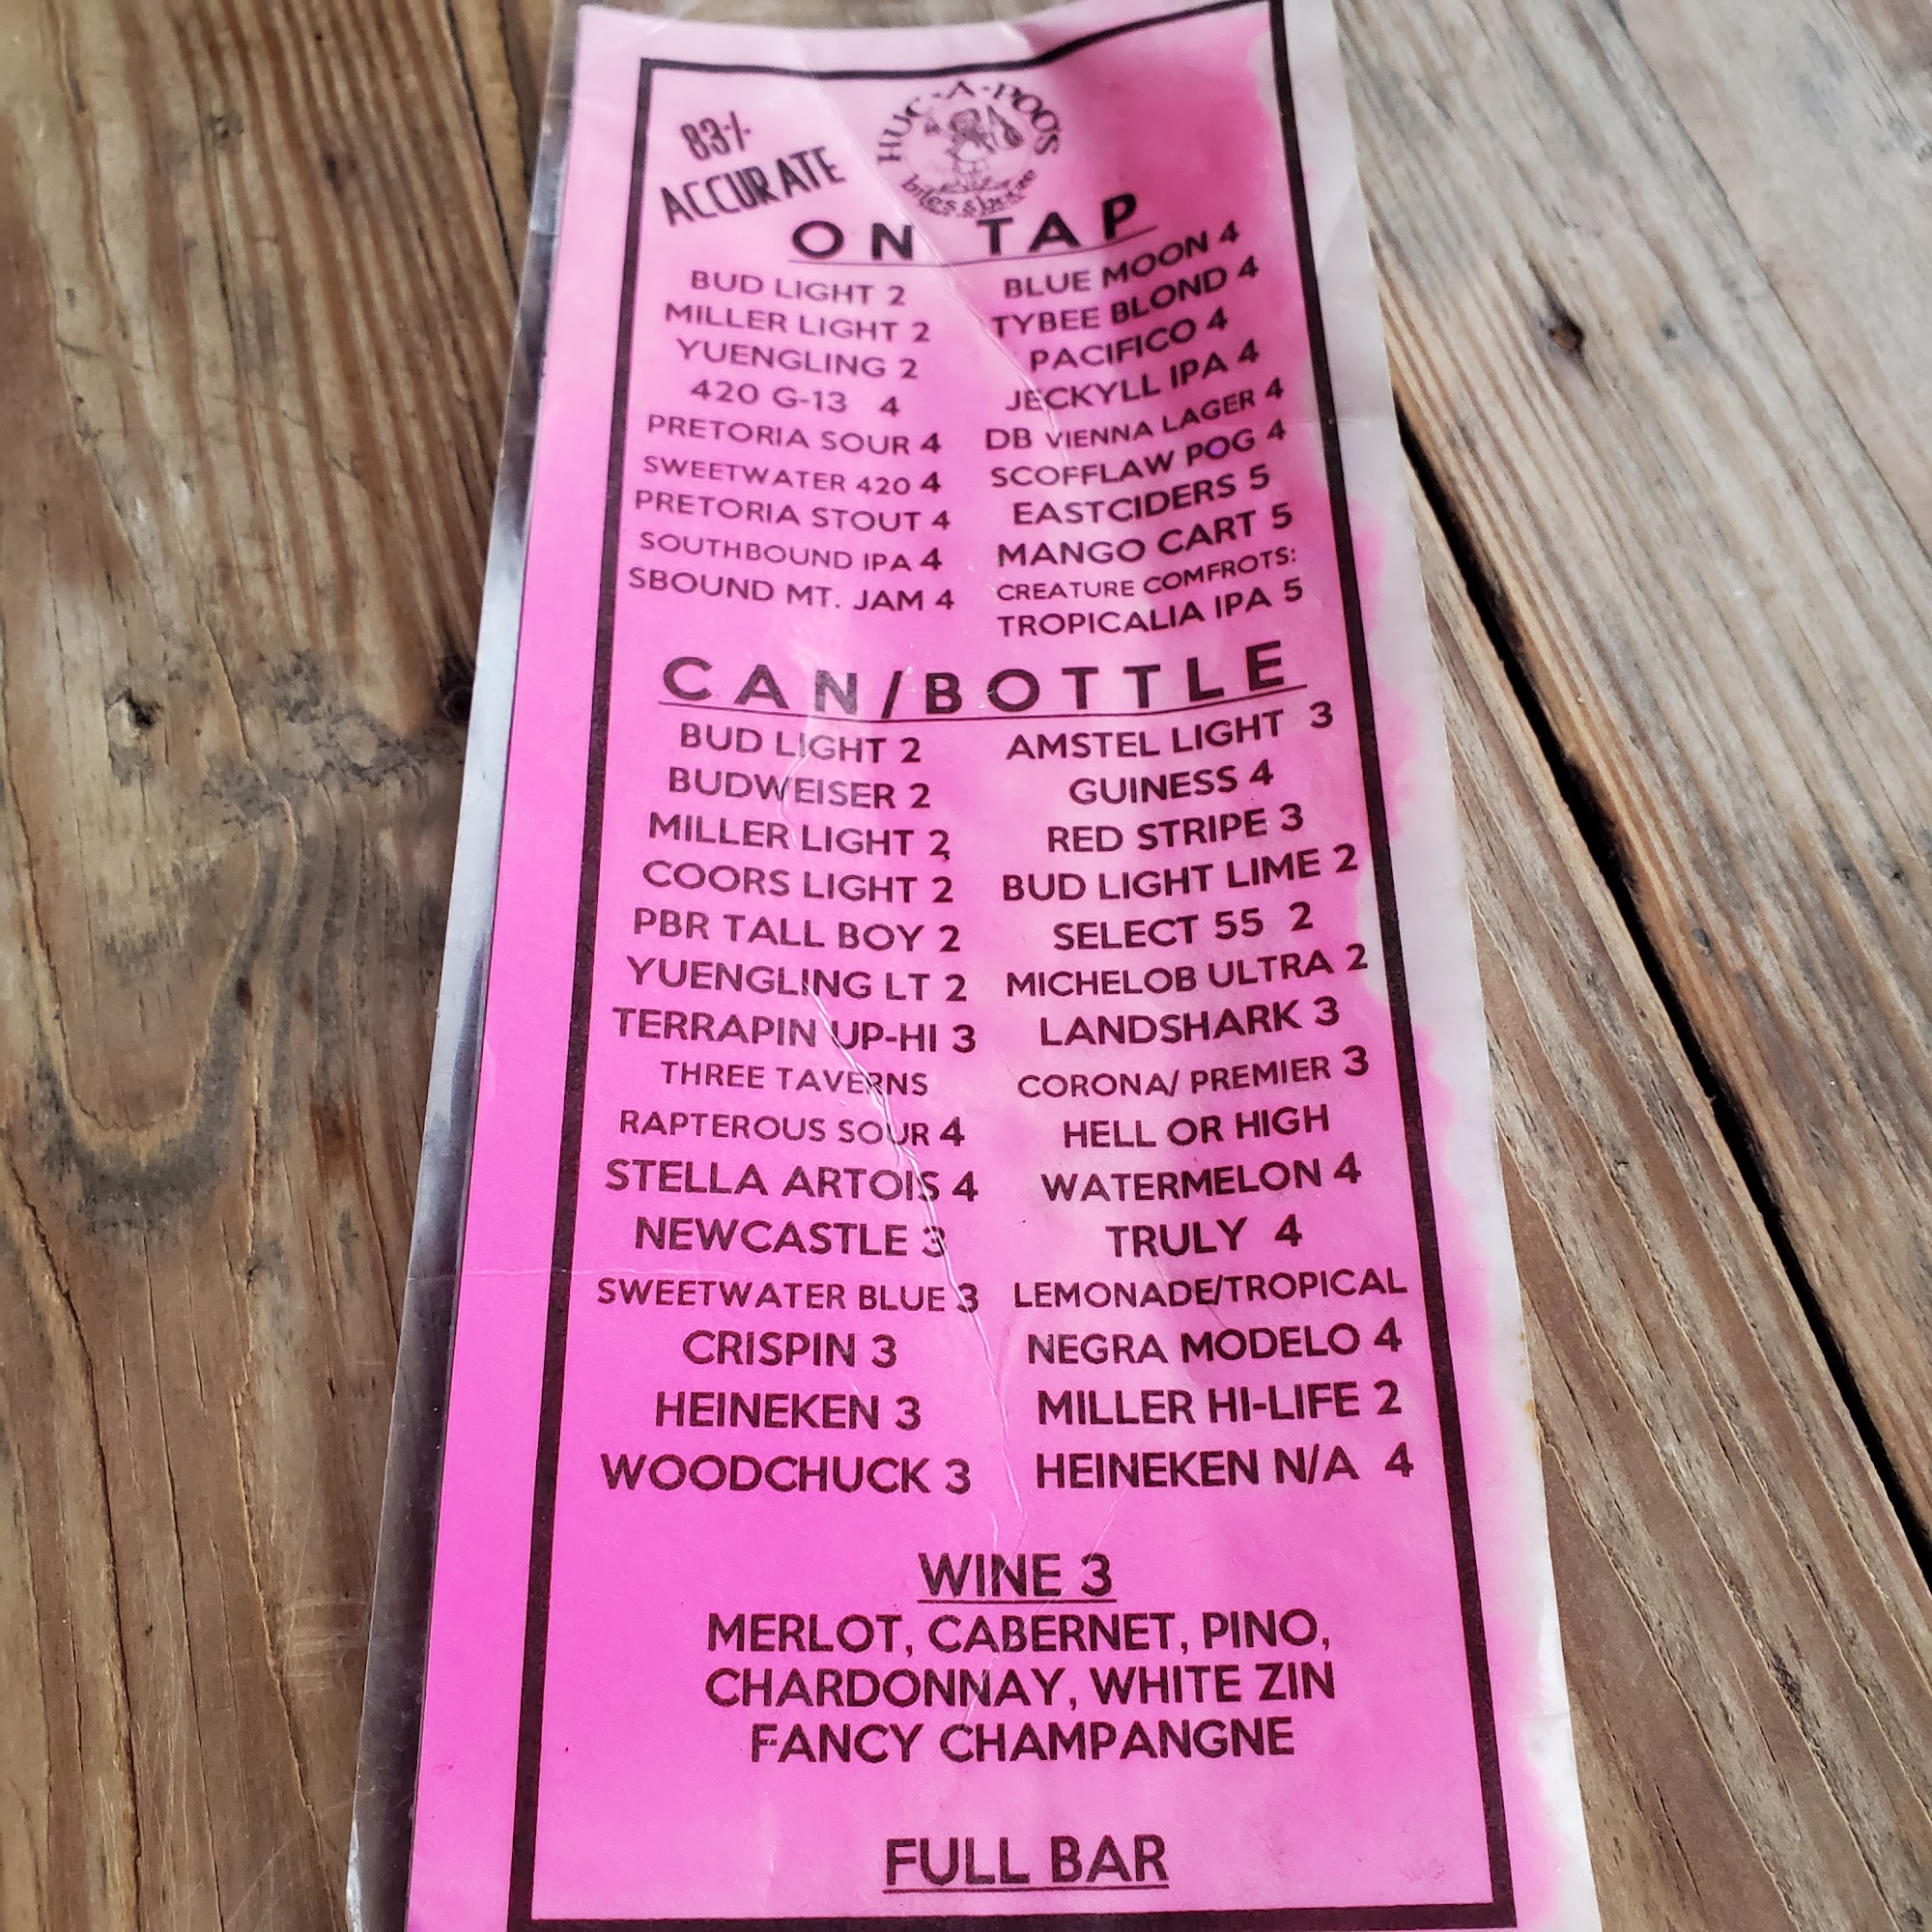 83%
ACCURATE
HUC-A-POO'S
bites & booze
ON TAP
BUD LIGHT 2
MILLER LIGHT 2
YUENGLING 2
420 G-13 4
PRETORIA SOUR 4
SWEETWATER 420 4
PRETORIA STOUT 4
SOUTHBOUND IPA 4
SBOUND MT. JAM 4
BLUE MOON 4
TYBEE BLOND 4
PACIFICO 4
JECKYLL IPA 4
DB VIENNA LAGER 4
SCOFFLAW POG 4
EASTCIDERS 5
MANGO CART 5
CREATURE COMFROTS:
TROPICALIA IPA 5
CAN/BOTTLE
BUD LIGHT 2
BUDWEISER 2
MILLER LIGHT 2
COORS LIGHT 2
PBR TALL BOY 2
YUENGLING LT 2
TERRAPIN UP-HI 3
THREE TAVERNS
RAPTEROUS SOUR 4
STELLA ARTOIS 4
NEWCASTLE 3
SWEETWATER BLUE 3
CRISPIN 3
HEINEKEN 3
WOODCHUCK 3
AMSTEL LIGHT 3
GUINESS 4
RED STRIPE 3
BUD LIGHT LIME 2
SELECT 55 2
MICHELOB ULTRA 2
LANDSHARK 3
CORONA/ PREMIER 3
HELL OR HIGH
WATERMELON 4
TRULY 4
LEMONADE/TROPICAL
NEGRA MODELO 4
MILLER HI-LIFE 2
HEINEKEN N/A 4
WINE 3
MERLOT, CABERNET, PINO,
CHARDONNAY, WHITE ZIN
FANCY CHAMPANGNE
FULL BAR